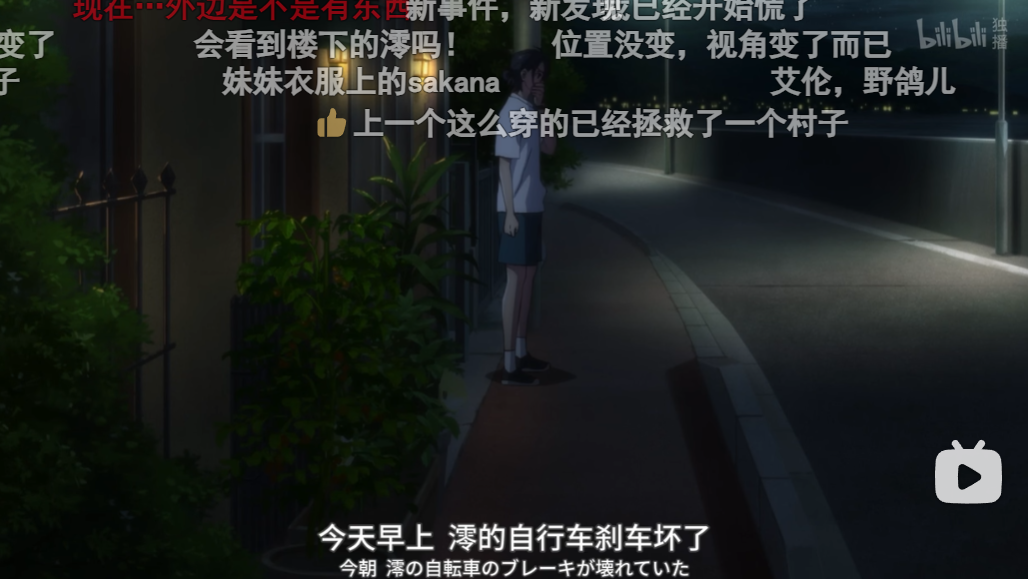 现在…外边是不是有东西
新事件，新发现
我已经开始慌了
变了
会看到楼下的澪吗！
位置没变，视角变了而已
bilibili 独播
子
妹妹衣服上的sakana
艾伦，野鸽儿
上一个这么穿的已经拯救了一个村子
今天早上 澪的自行车刹车坏了
今朝 澪の自転車のブレーキが壊れていた